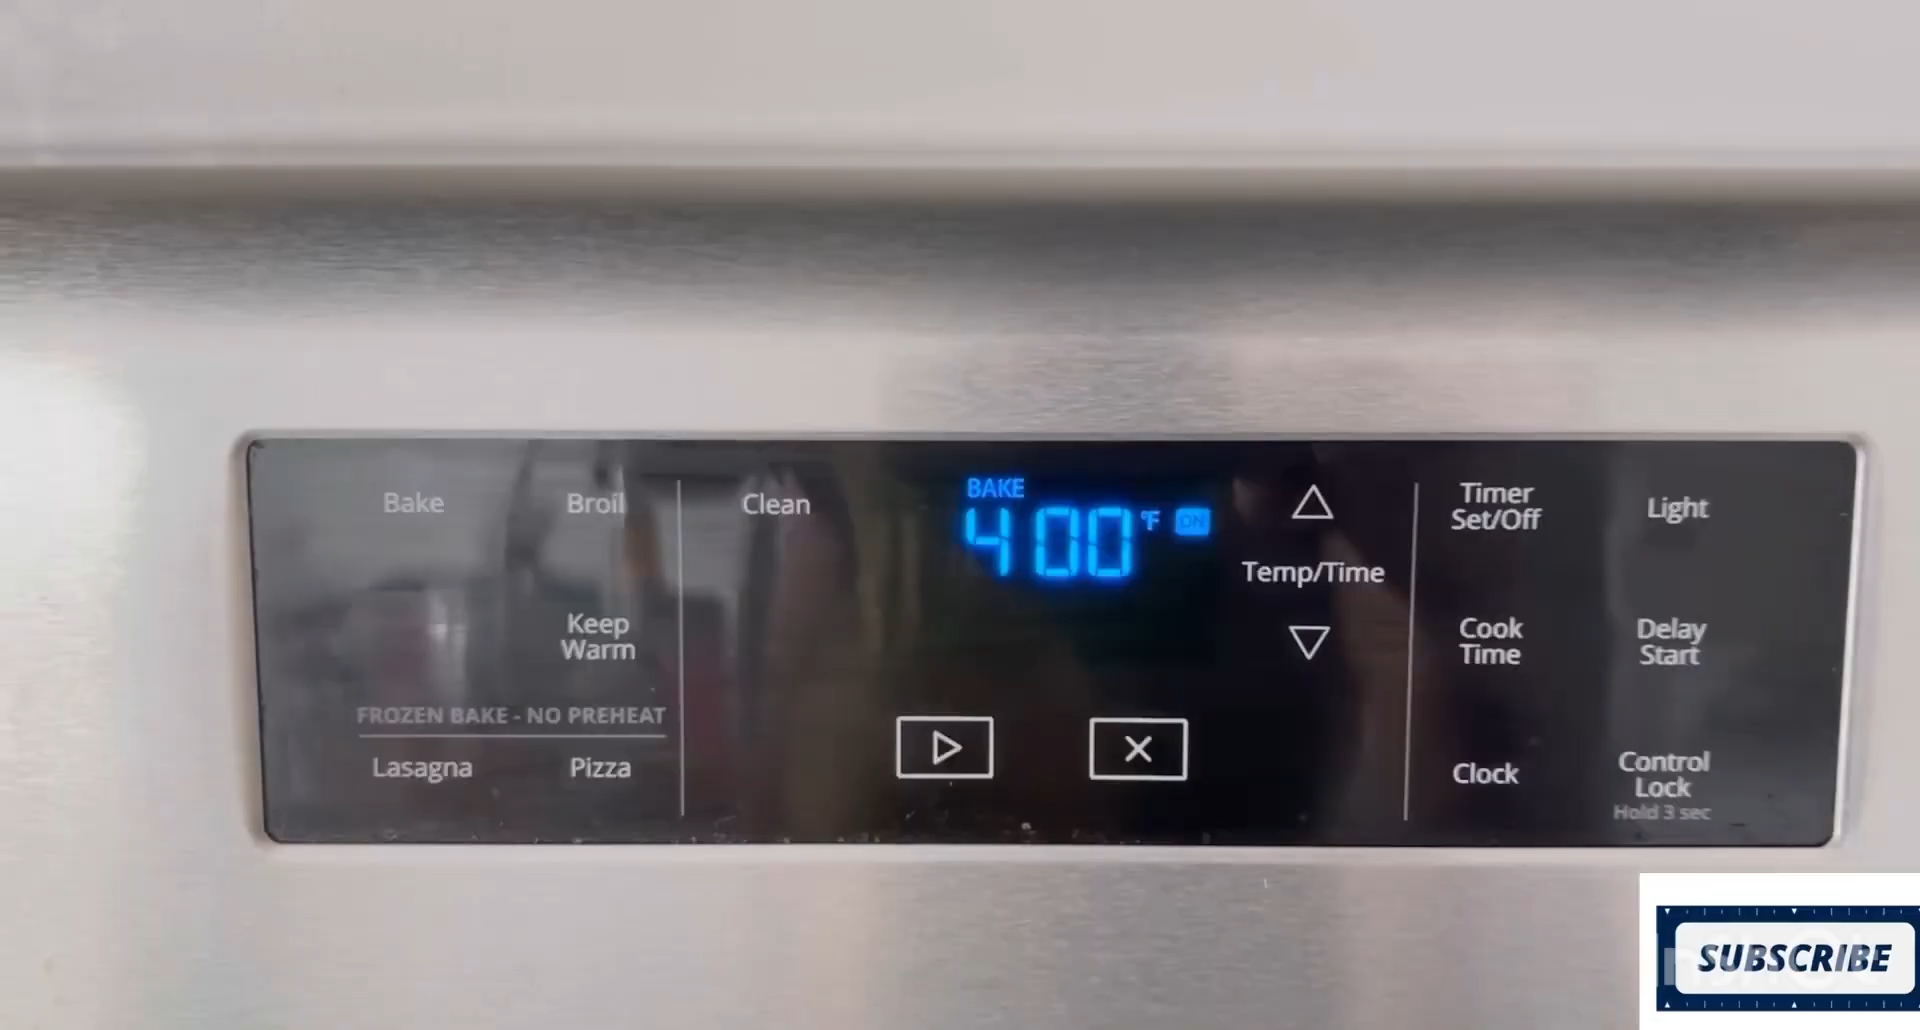 Bake
Broil
Clean
BAKE
400°F ON
Timer
Set/Off
Light
Temp/Time
Keep
Warm
Cook
Time
Delay
Start
FROZEN BAKE - NO PREHEAT
Lasagna
Pizza
Clock
Control
Lock
Hold 3 sec
SUBSCRIBE